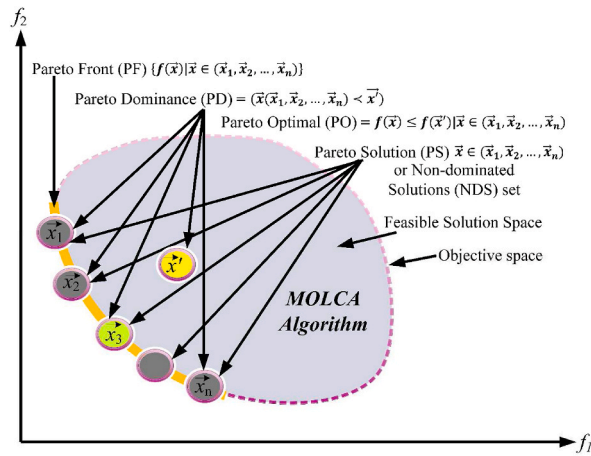 f₂
Pareto Front (PF) {f(x⃗)|x⃗ ∈ (x⃗₁, x⃗₂, ..., x⃗ₙ)}
Pareto Dominance (PD) = (x⃗(x⃗₁, x⃗₂, ..., x⃗ₙ) ≺ x⃗′)
Pareto Optimal (PO) = f(x⃗) ≤ f(x⃗′)|x⃗ ∈ (x⃗₁, x⃗₂, ..., x⃗ₙ)
Pareto Solution (PS) x⃗ ∈ (x⃗₁, x⃗₂, ..., x⃗ₙ)
or Non-dominated
Solutions (NDS) set
Feasible Solution Space
Objective space
x⃗₁
x⃗′
x⃗₂
MOLCA
Algorithm
x⃗₃
x⃗ₙ
f₁